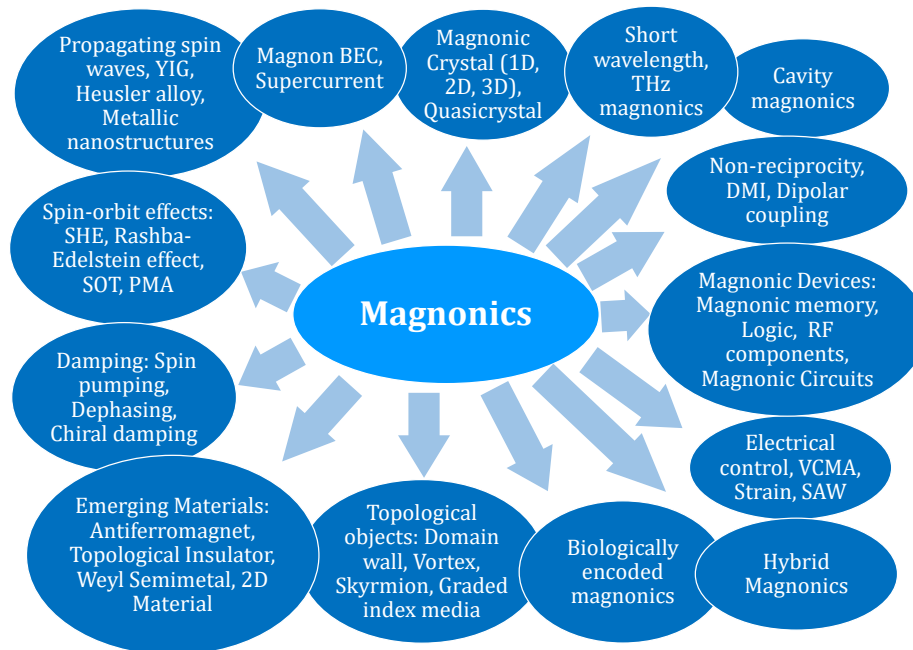 Propagating spin
waves, YIG,
Heusler alloy,
Metallic
nanostructures
Magnon BEC,
Supercurrent
Magnonic
Crystal (1D,
2D, 3D),
Quasicrystal
Short
wavelength,
THz
magnonics
Cavity
magnonics
Non-reciprocity,
DMI, Dipolar
coupling
Spin-orbit effects:
SHE, Rashba-
Edelstein effect,
SOT, PMA
Magnonics
Magnonic Devices:
Magnonic memory,
Logic, RF
components,
Magnonic Circuits
Damping: Spin
pumping,
Dephasing,
Chiral damping
Electrical
control, VCMA,
Strain, SAW
Emerging Materials:
Antiferromagnet,
Topological Insulator,
Weyl Semimetal, 2D
Material
Topological
objects: Domain
wall, Vortex,
Skyrmion, Graded
index media
Biologically
encoded
magnonics
Hybrid
Magnonics